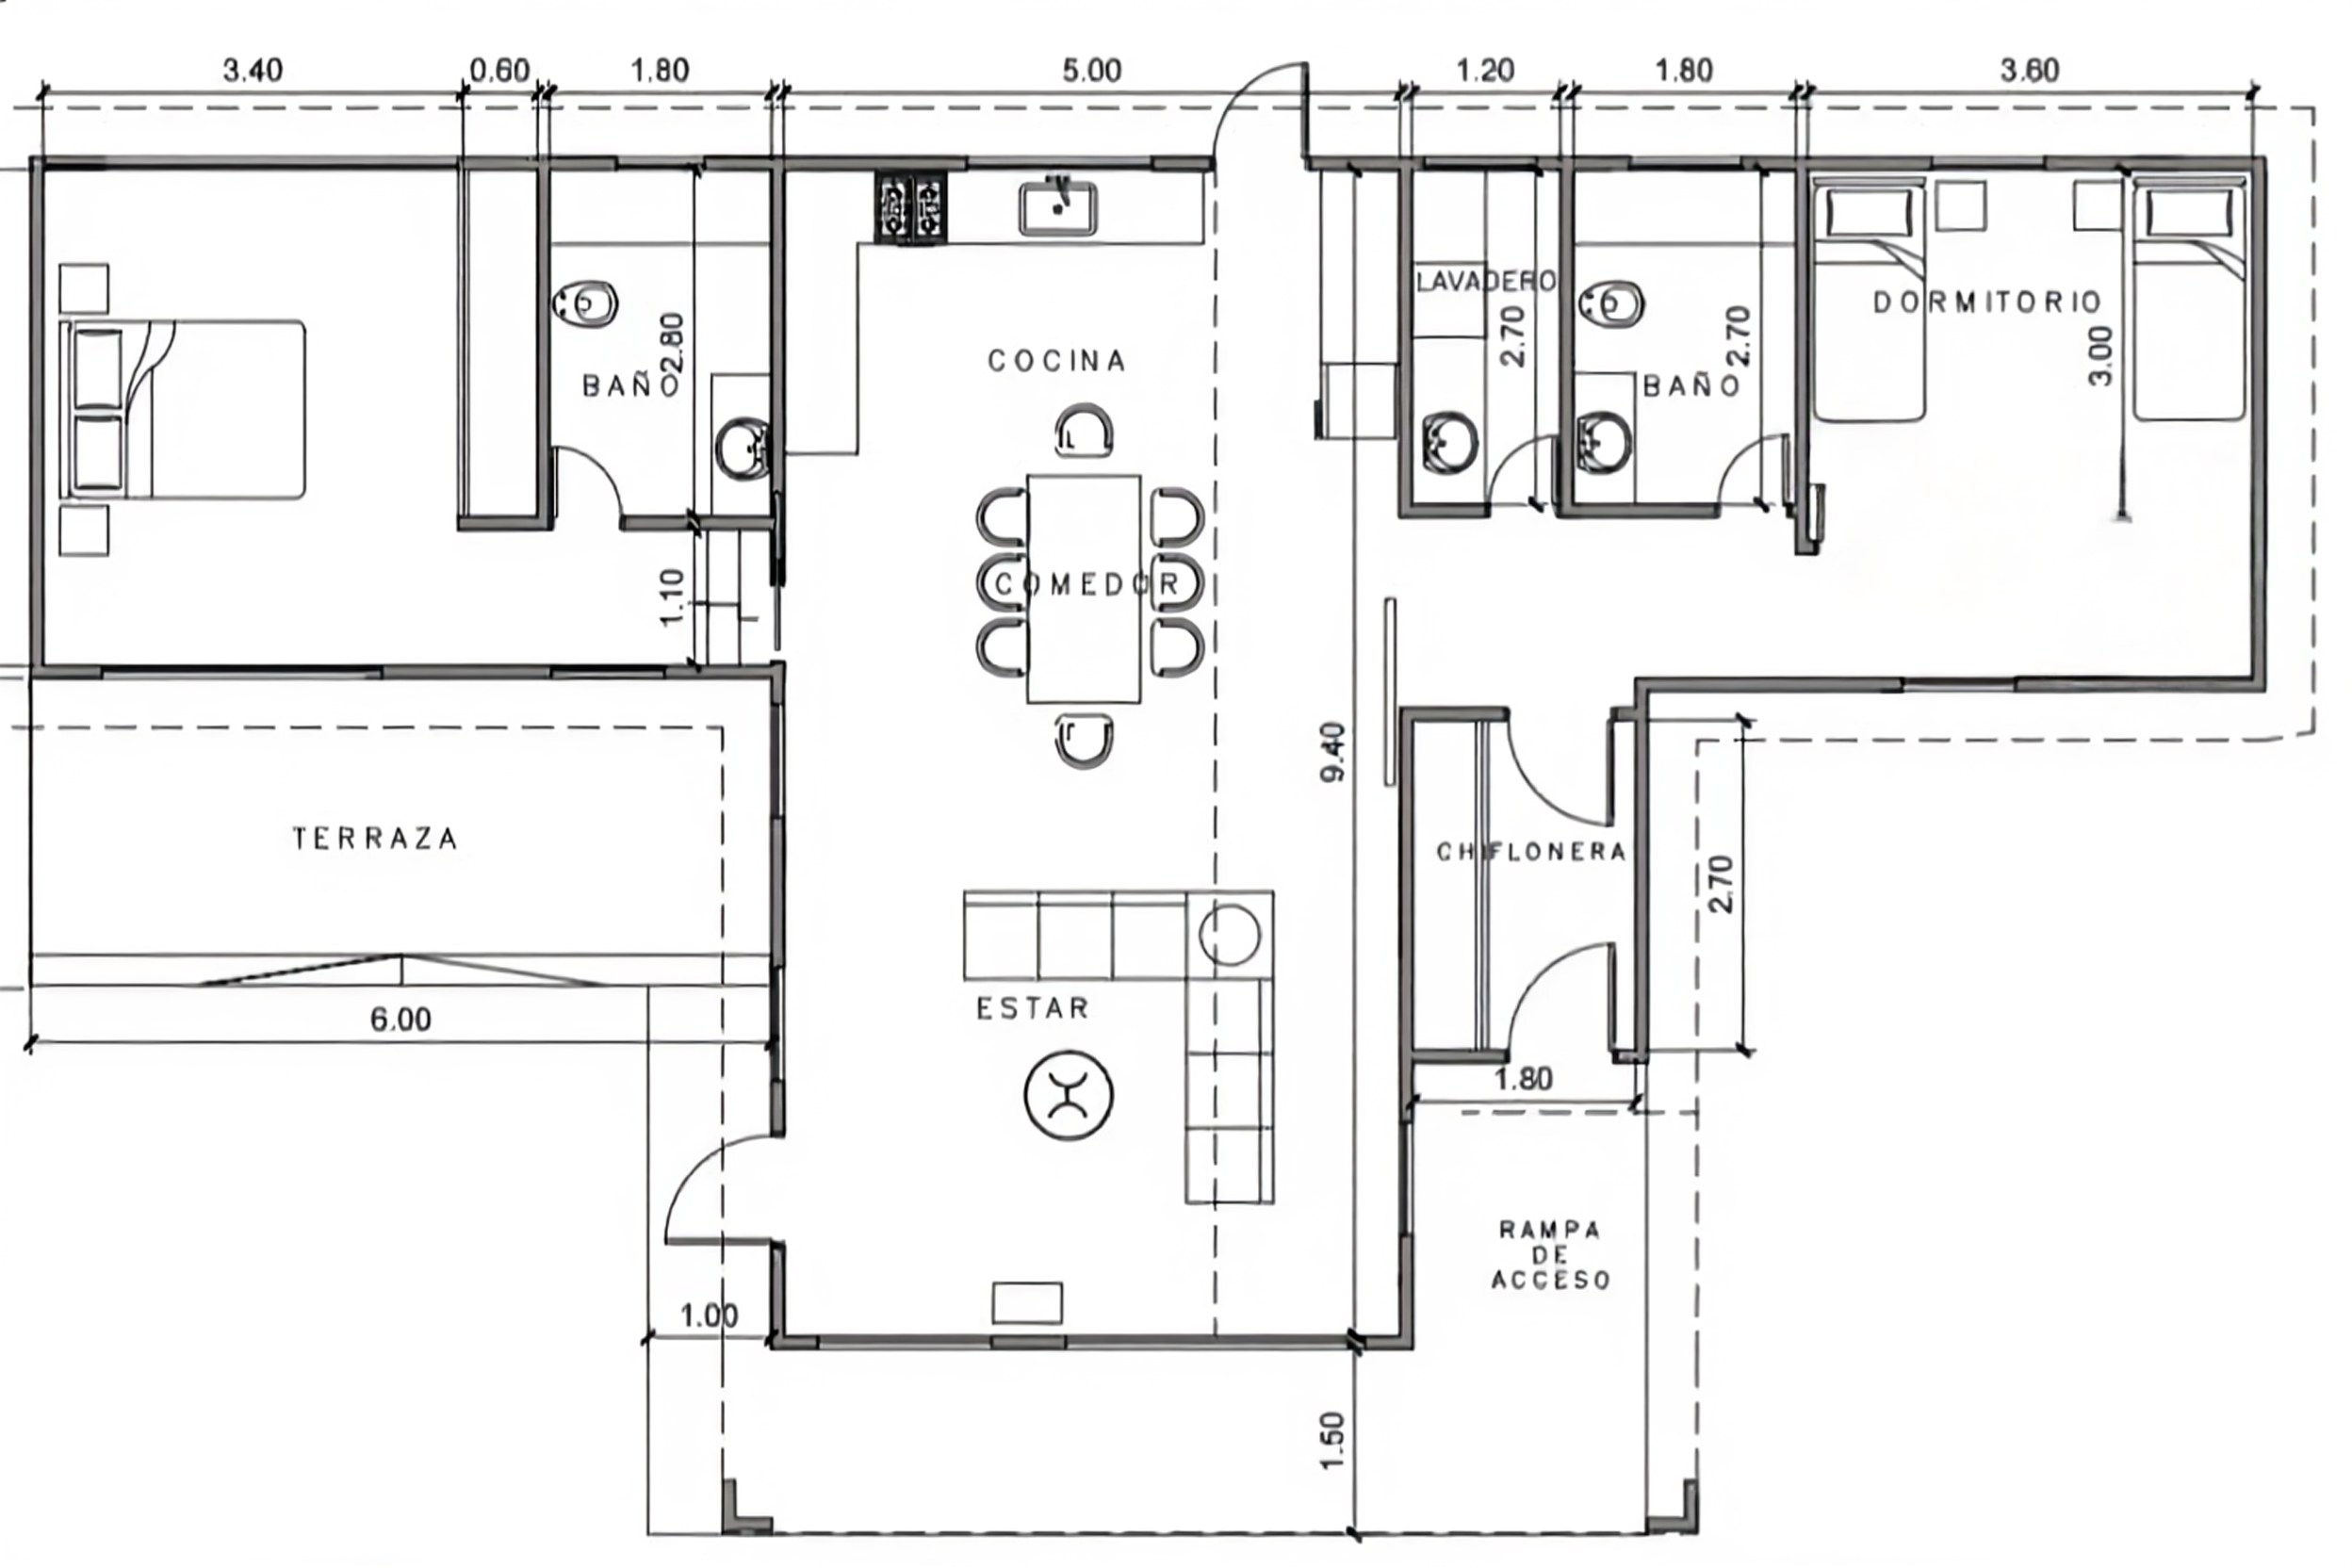 3.40
0.60
1.80
5.00
1.20
1.80
3.60
LAVADERO
DORMITORIO
2.80
2.70
2.70
3.00
COCINA
BAÑO
BAÑO
COMEDOR
1.10
9.40
TERRAZA
CHIFLONERA
2.70
ESTAR
6.00
1.80
RAMPA
DE
ACCESO
1.00
1.50